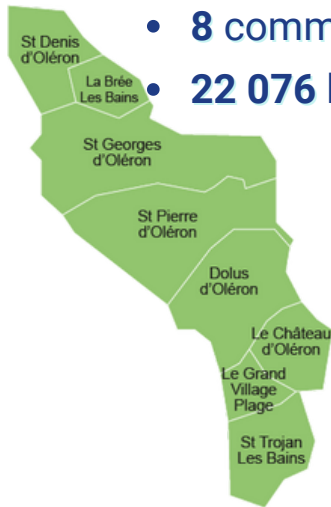 • 8 comm
• 22 076
St Denis
d'Oléron
La Brée
Les Bains
St Georges
d'Oléron
St Pierre
d'Oléron
Dolus
d'Oléron
Le Château
d'Oléron
Le Grand
Village
Plage
St Trojan
Les Bains